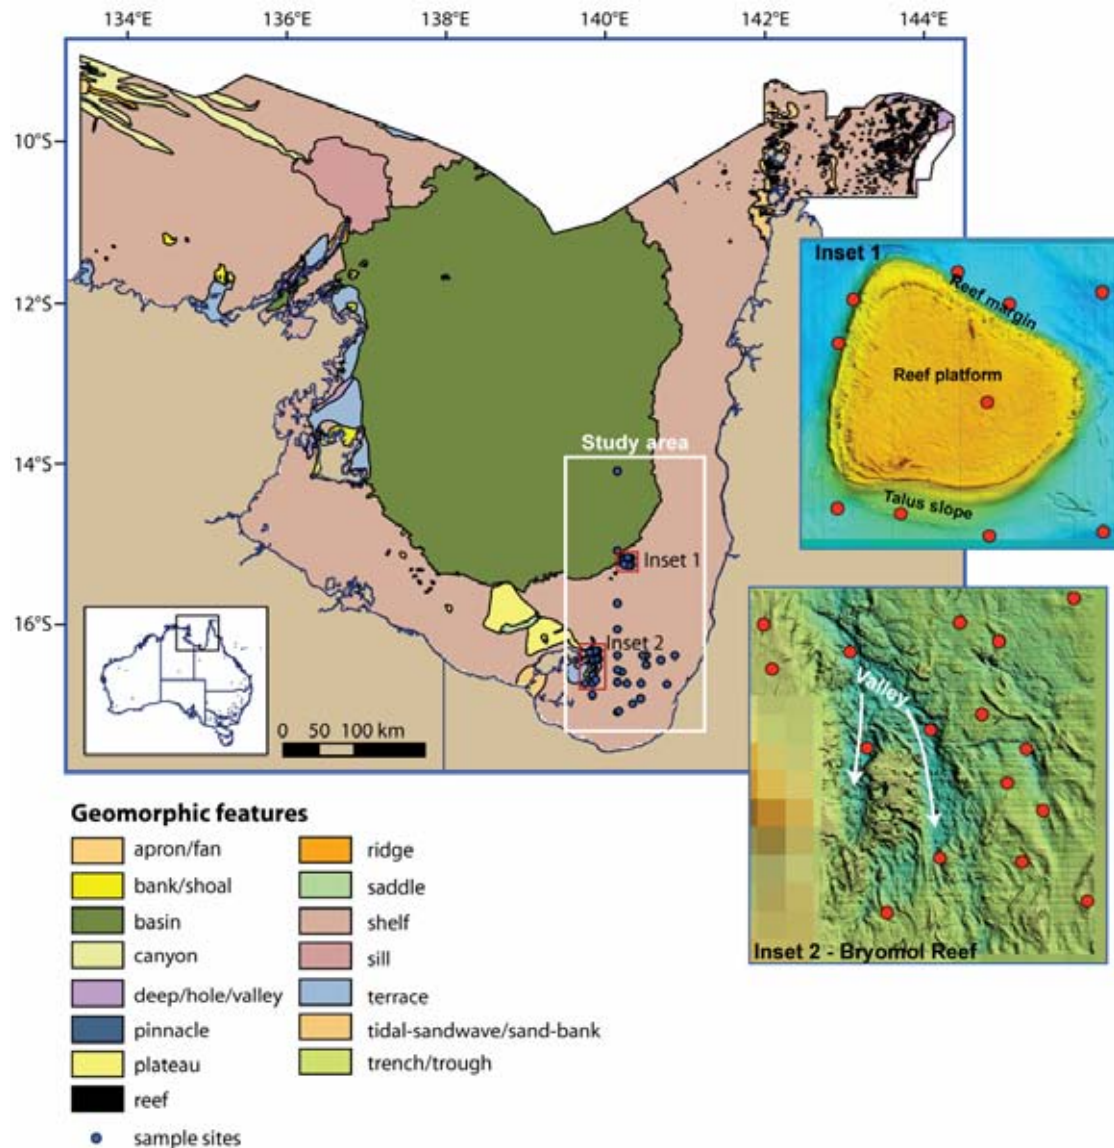 134°E 136°E 138°E 140°E 142°E 144°E
10°S
12°S
14°S
16°S
Study area
Inset 1
Inset 2
0 50 100 km
Inset 1
Reef margin
Reef platform
Talus slope
Valley
Inset 2 - Bryomol Reef
Geomorphic features
apron/fan
bank/shoal
basin
canyon
deep/hole/valley
pinnacle
plateau
reef
sample sites
ridge
saddle
shelf
sill
terrace
tidal-sandwave/sand-bank
trench/trough